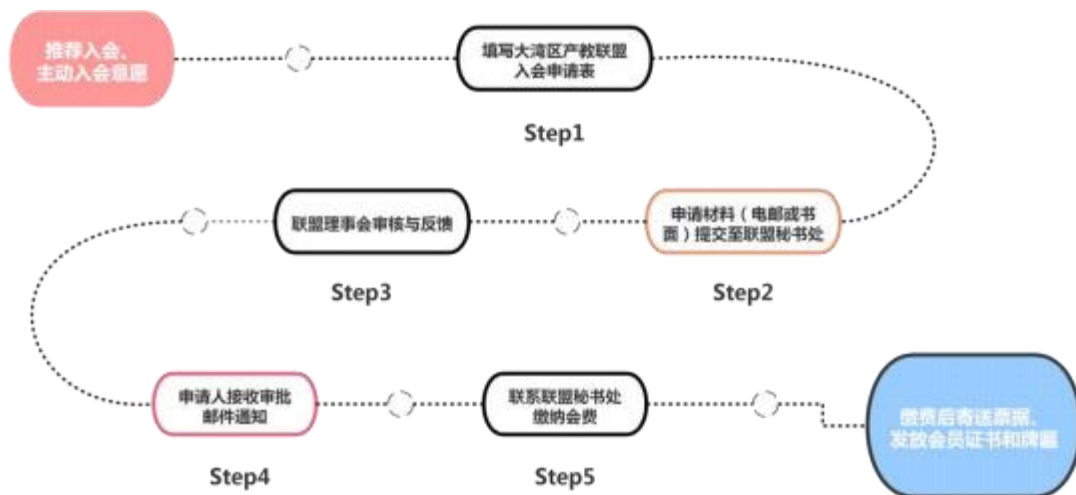 推荐入会、
主动入会意愿
填写大湾区产教联盟
入会申请表
Step1
申请材料（电邮或书
面）提交至联盟秘书处
Step2
联盟理事会审核与反馈
Step3
申请人接收审批
邮件通知
Step4
联系联盟秘书处
缴纳会费
Step5
缴费后寄送票据、
发放会员证书和牌匾